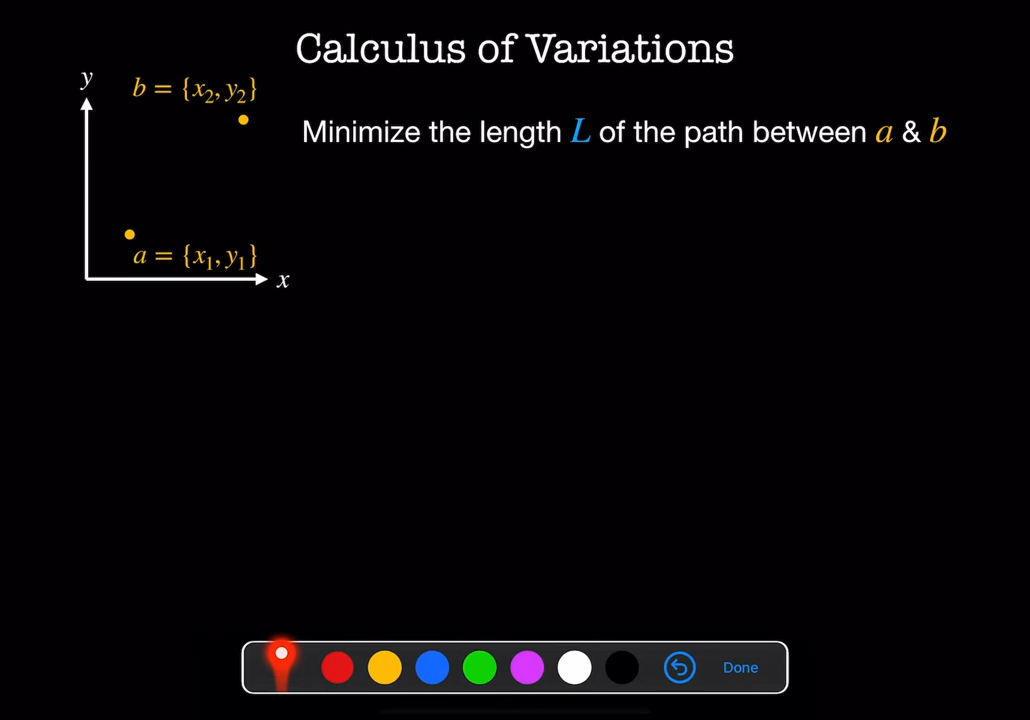 Calculus of Variations
y
b = {x₂, y₂}
Minimize the length L of the path between a & b
a = {x₁, y₁}
x
Done